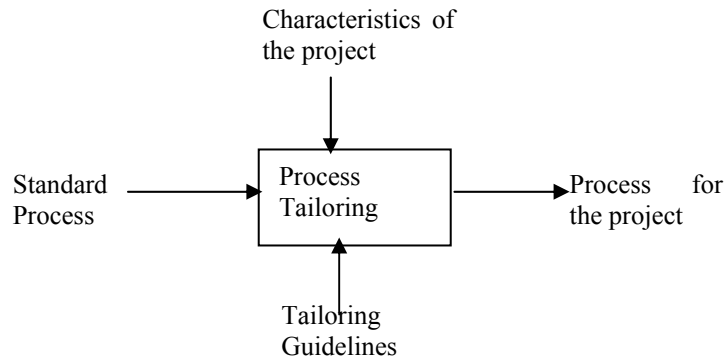 Characteristics of
the project
Standard
Process
Process
Tailoring
Process for
the project
Tailoring
Guidelines